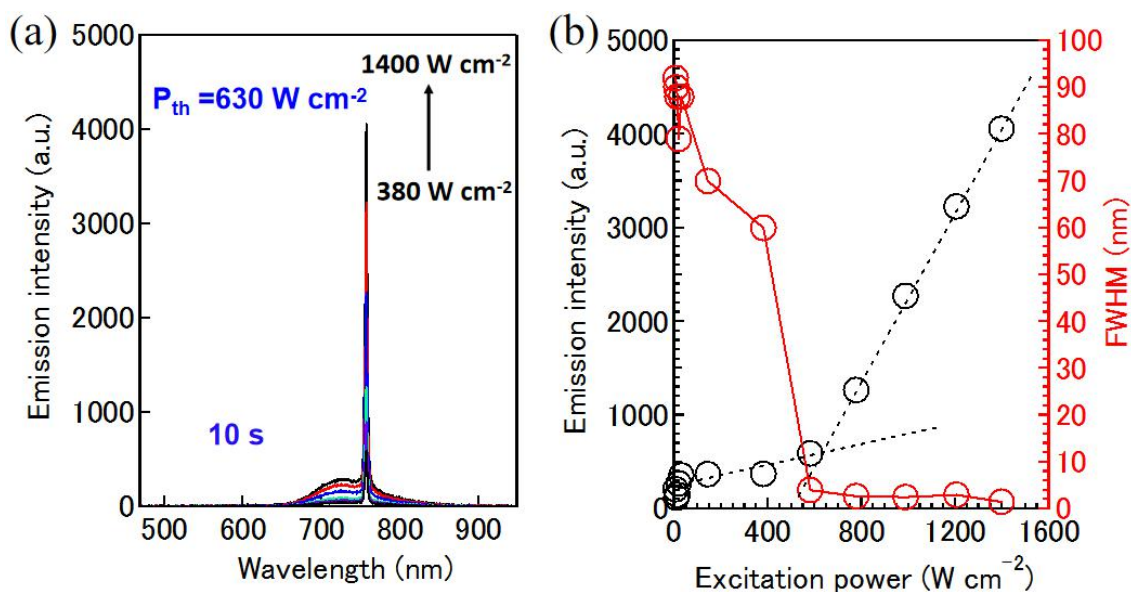 (a)
5000
4000
3000
2000
1000
0
Emission intensity (a.u.)
1400 W cm-2
Pth =630 W cm-2
380 W cm-2
10 s
500 600 700 800 900
Wavelength (nm)
(b)
5000
4000
3000
2000
1000
0
Emission intensity (a.u.)
100
90
80
70
60
50
40
30
20
10
0
FWHM (nm)
0 400 800 1200 1600
Excitation power (W cm−2)